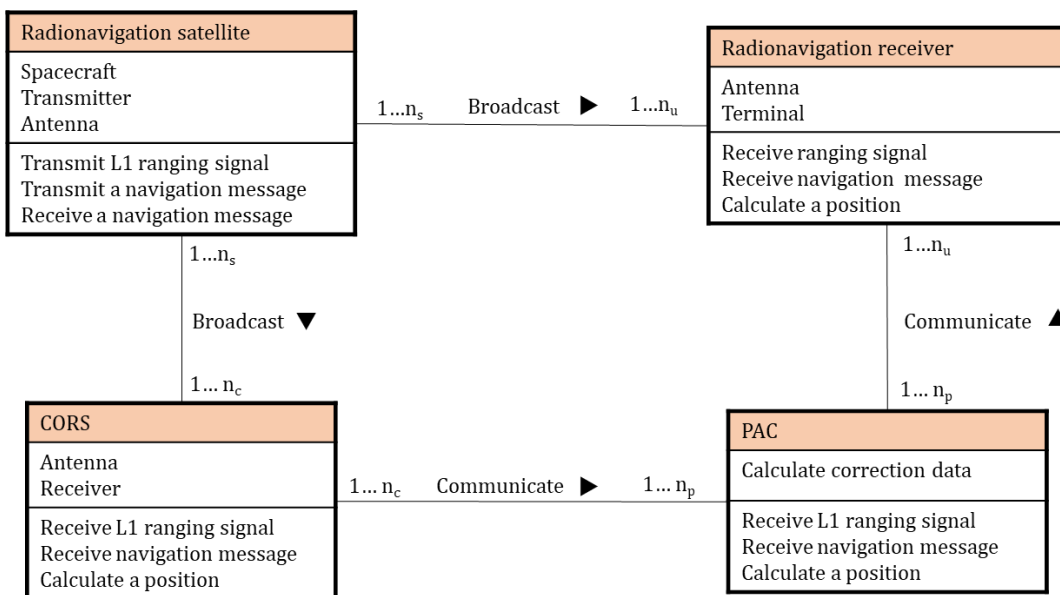 Radionavigation satellite
Spacecraft
Transmitter
Antenna
Transmit L1 ranging signal
Transmit a navigation message
Receive a navigation message
1...nₛ Broadcast ▶ 1...nᵤ
Radionavigation receiver
Antenna
Terminal
Receive ranging signal
Receive navigation message
Calculate a position
1...nₛ
Broadcast ▼
1... n_c
1...nᵤ
Communicate ▲
1... nₚ
CORS
Antenna
Receiver
Receive L1 ranging signal
Receive navigation message
Calculate a position
1... n_c Communicate ▶ 1... nₚ
PAC
Calculate correction data
Receive L1 ranging signal
Receive navigation message
Calculate a position